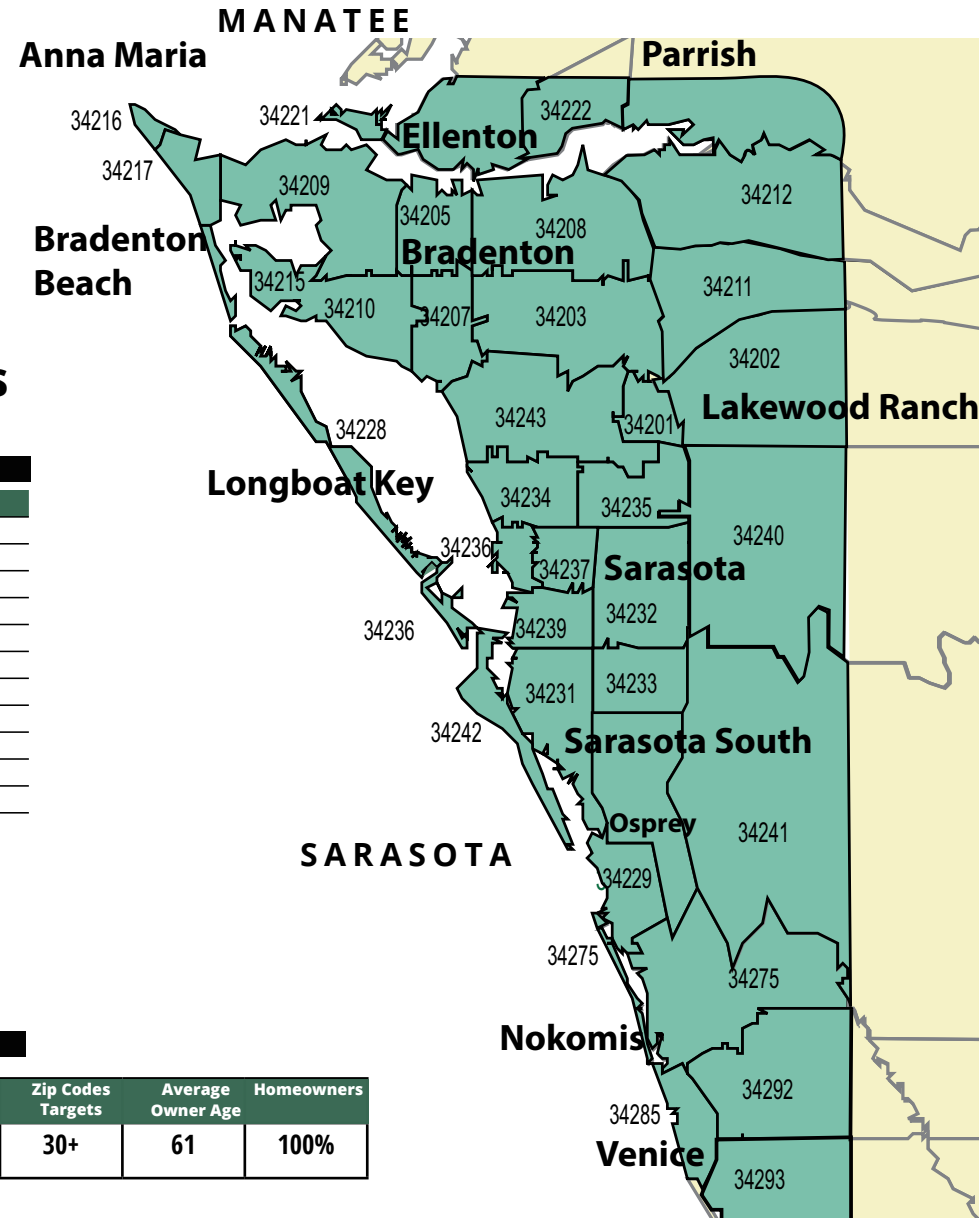 MANATEE
Anna Maria
Parrish
34216
34221
34222
Ellenton
34217
34209
34212
34205
34208
Bradenton
Beach
Bradenton
34215
34211
34210
34207
34203
34202
s
Lakewood Ranch
34243
34201
34228
Longboat Key
34234
34235
34240
34236
34237
Sarasota
34236
34239
34232
34231
34233
34242
Sarasota South
Osprey
34241
SARASOTA
34229
34275
34275
Nokomis
34292
34285
Venice
34293
Zip Codes
Targets
Average
Owner Age
Homeowners
30+
61
100%